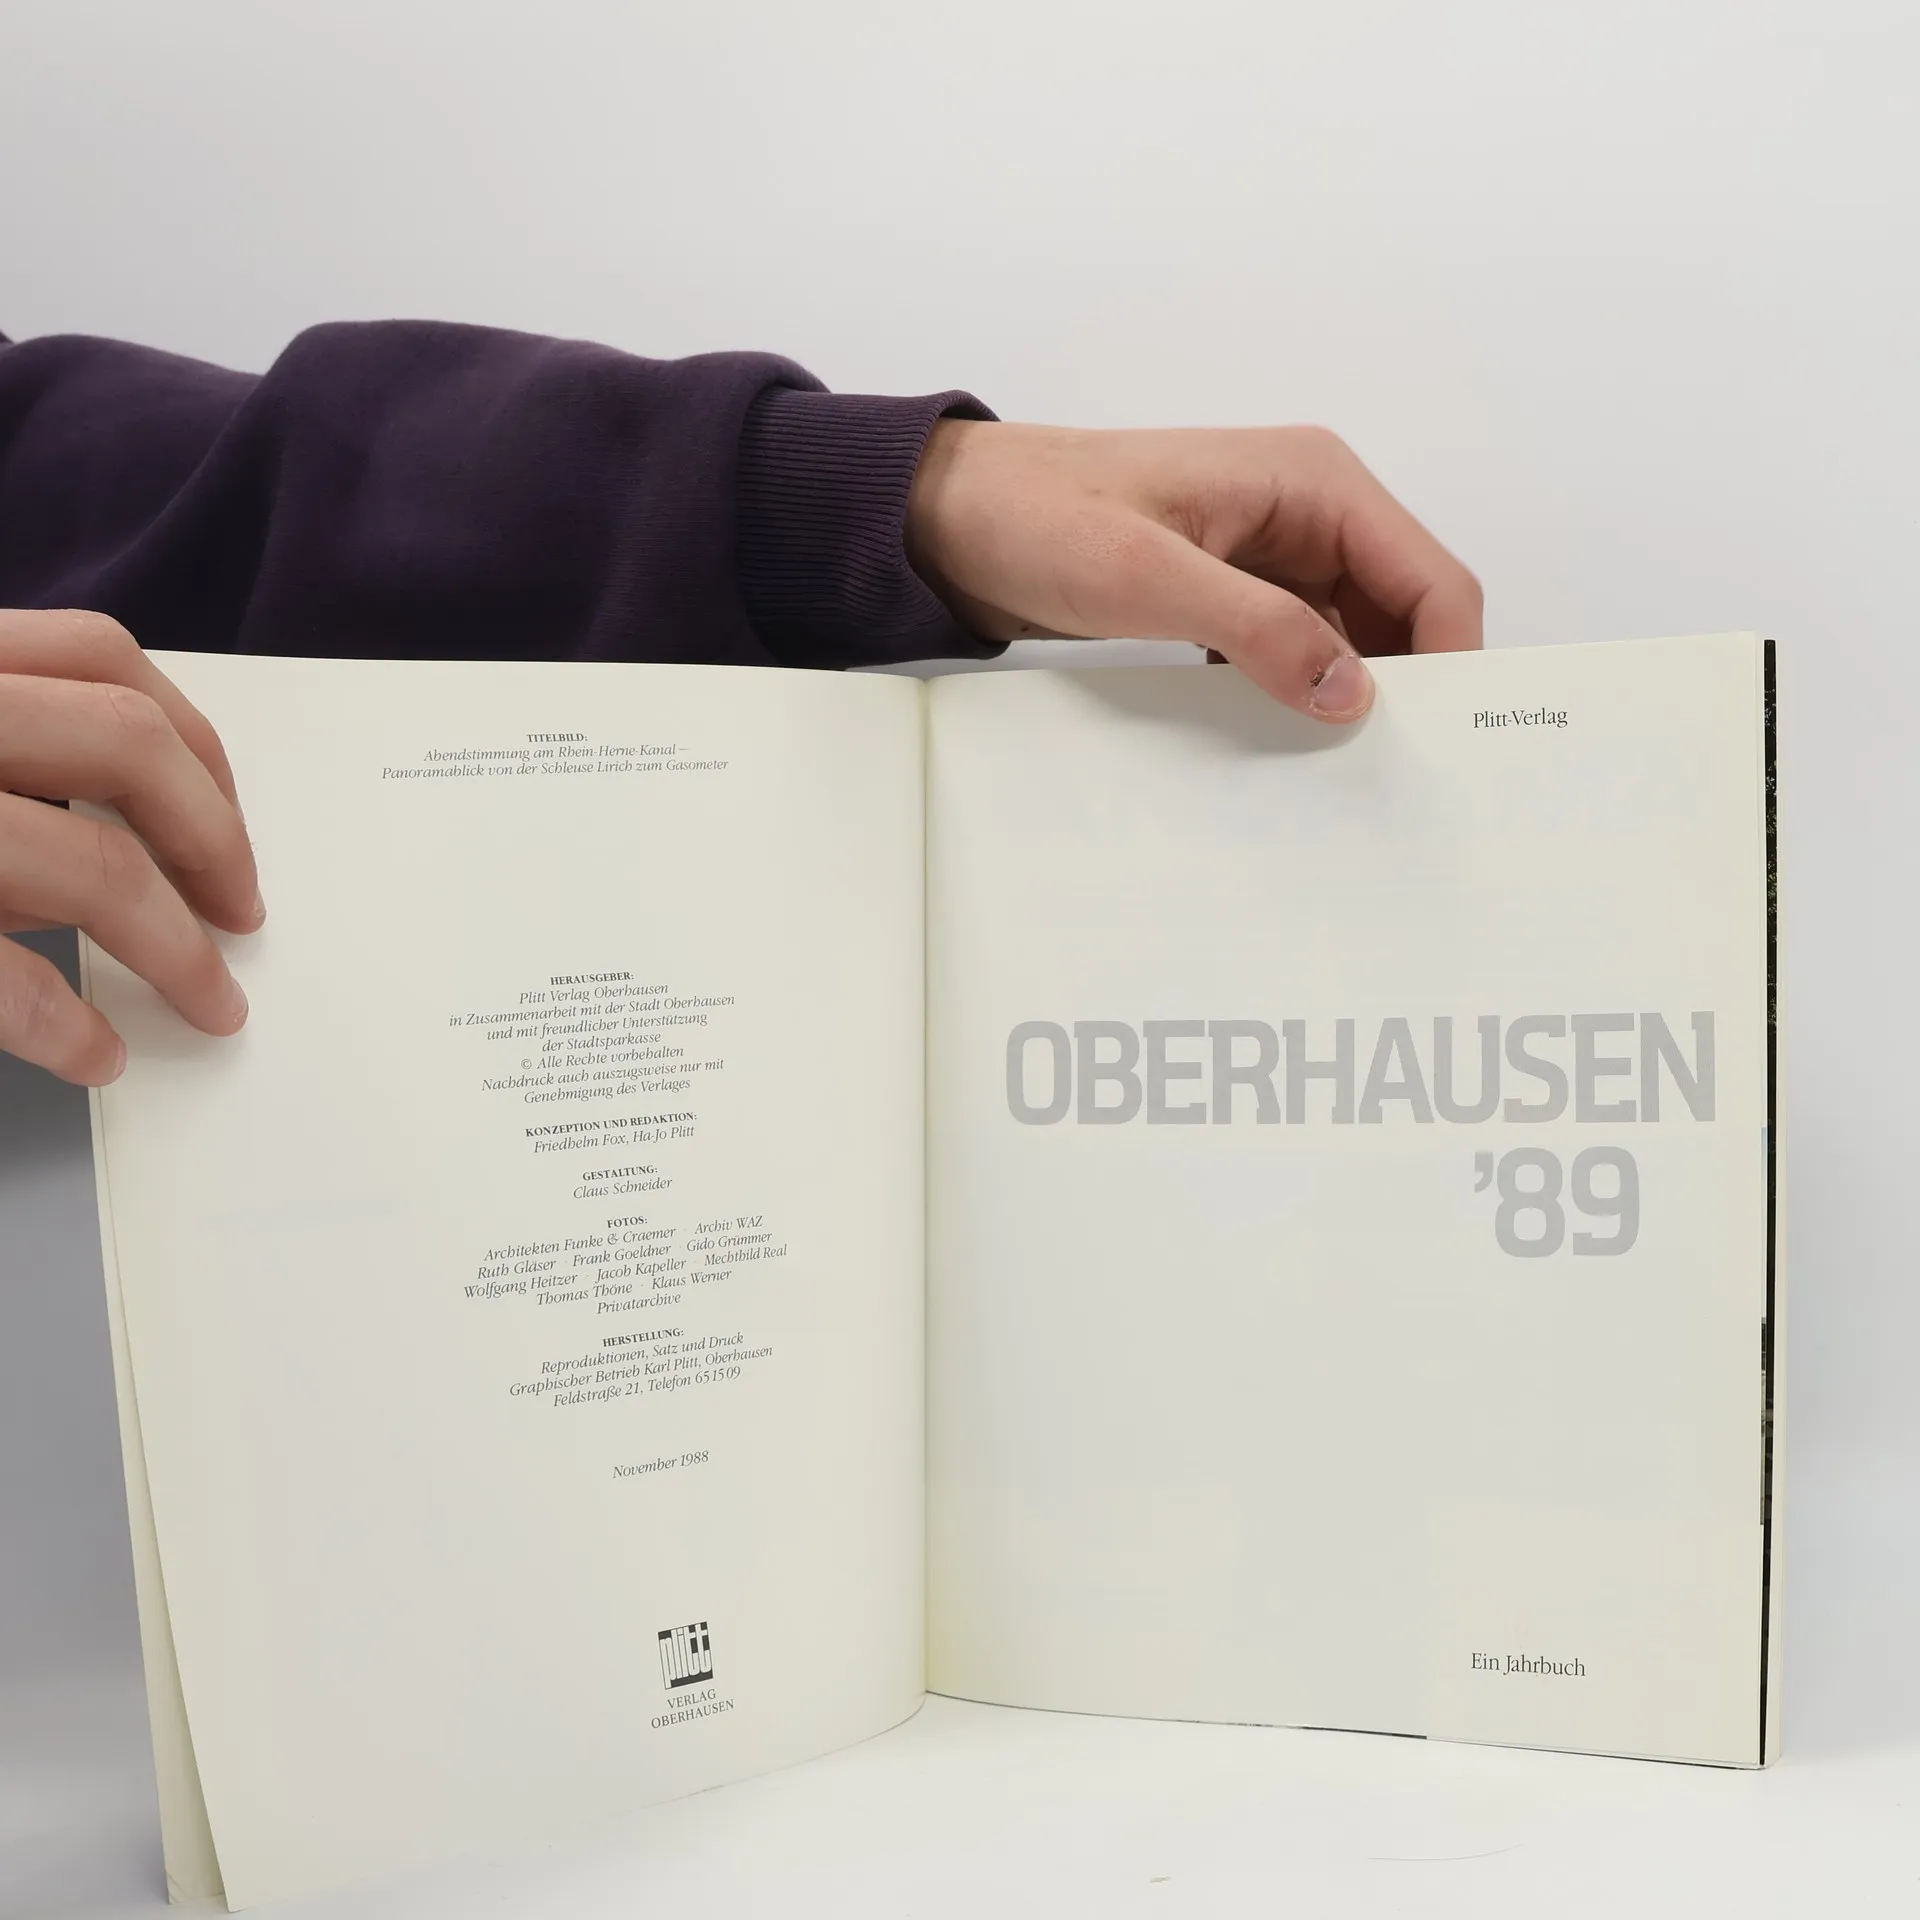 TITELBILD:
Abendstimmung am Rhein-Herne-Kanal —
Panoramablick von der Schleuse Lirich zum Gasometer
HERAUSGEBER:
Plitt Verlag Oberhausen
in Zusammenarbeit mit der Stadt Oberhausen
und mit freundlicher Unterstützung
der Stadtsparkasse
© Alle Rechte vorbehalten
Nachdruck auch auszugsweise nur mit
Genehmigung des Verlages
KONZEPTION UND REDAKTION:
Friedhelm Fox, Ha-Jo Plitt
GESTALTUNG:
Claus Schneider
FOTOS:
Architekten Funke & Craemer · Archiv WAZ
Ruth Gläser · Frank Goeldner · Gido Grümmer
Wolfgang Heitzer · Jacob Kapeller · Mechthild Real
Thomas Thöne · Klaus Werner
Privatarchive
HERSTELLUNG:
Reproduktionen, Satz und Druck
Graphischer Betrieb Karl Plitt, Oberhausen
Feldstraße 21, Telefon 65 15 09
November 1988
plitt
VERLAG
OBERHAUSEN
Plitt-Verlag
OBERHAUSEN
'89
Ein Jahrbuch